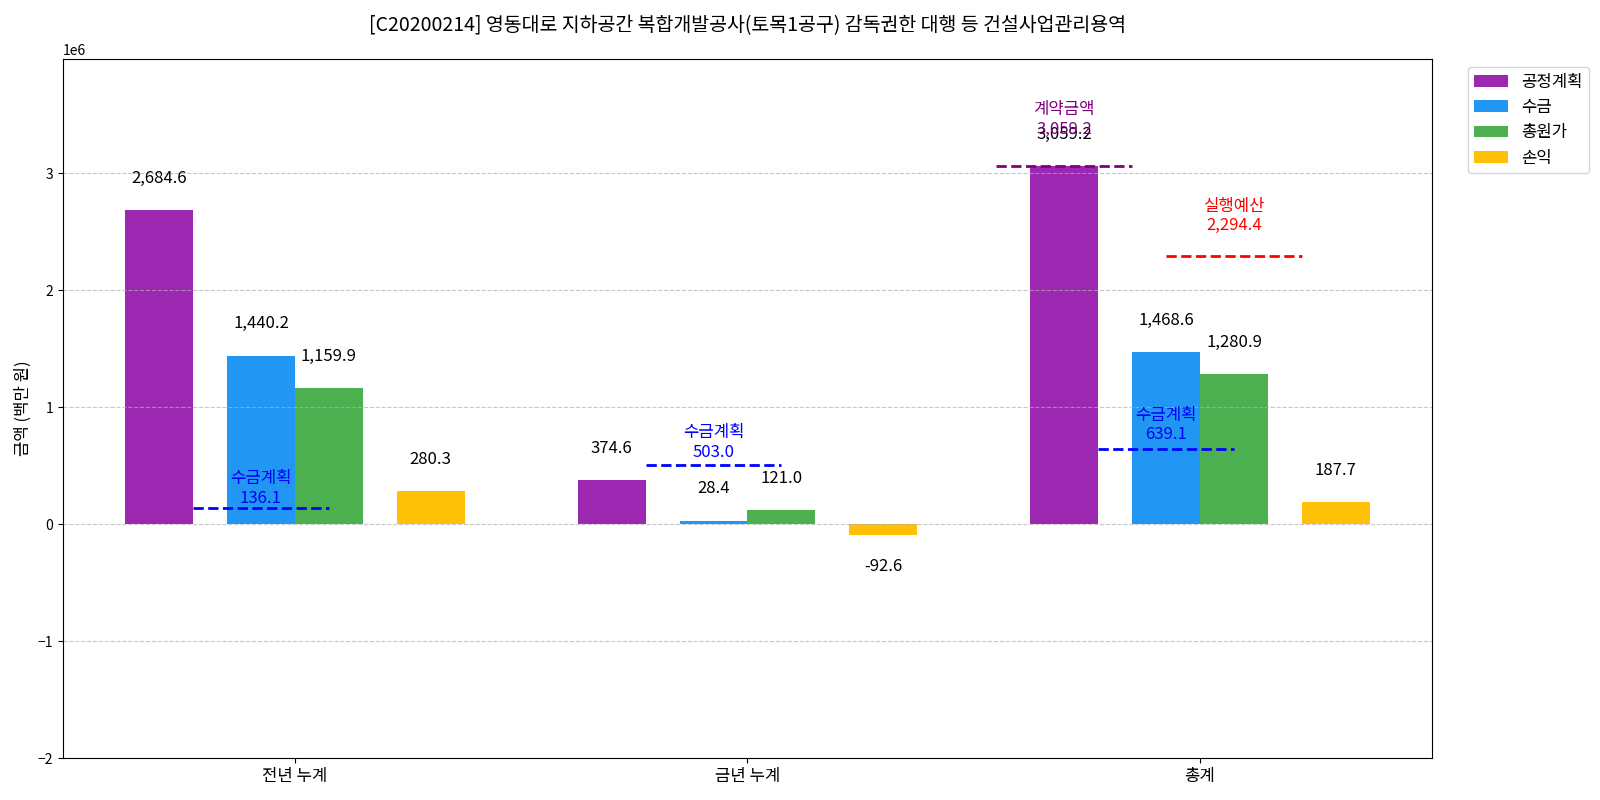 [C20200214] 영동대로 지하공간 복합개발공사(토목1공구) 감독권한 대행 등 건설사업관리용역
1e6
금액 (백만 원)
3
2
1
0
−1
−2
2,684.6
1,440.2
1,159.9
280.3
수금계획
136.1
374.6
수금계획
503.0
28.4
121.0
-92.6
계약금액
3,059.2
3,059.2
실행예산
2,294.4
1,468.6
1,280.9
수금계획
639.1
187.7
전년 누계
금년 누계
총계
공정계획
수금
총원가
손익